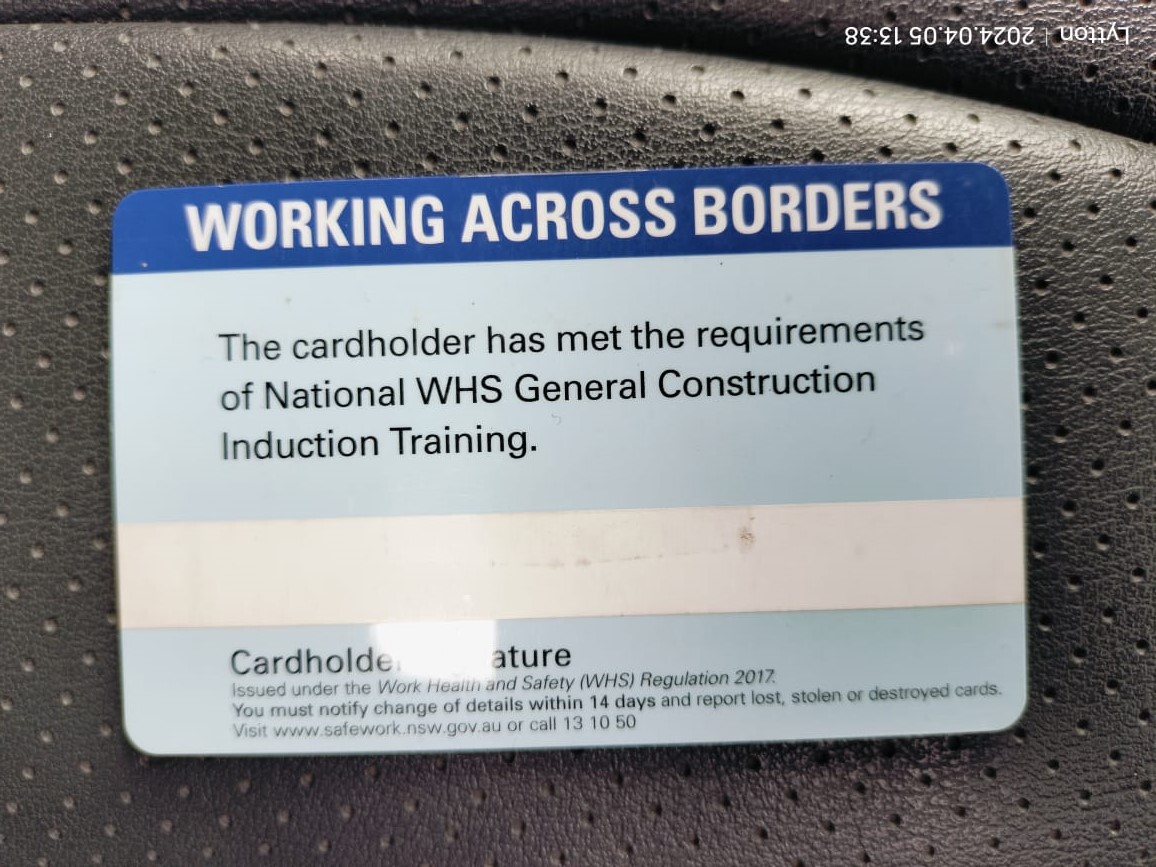 Lytton | 2024.04.05 13:38
WORKING ACROSS BORDERS
The cardholder has met the requirements
of National WHS General Construction
Induction Training.
Cardholder ature
Issued under the Work Health and Safety (WHS) Regulation 2017.
You must notify change of details within 14 days and report lost, stolen or destroyed cards.
Visit www.safework.nsw.gov.au or call 13 10 50